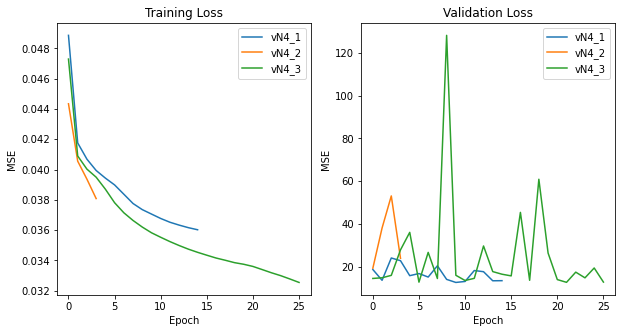 Training Loss
MSE
0.048
0.046
0.044
0.042
0.040
0.038
0.036
0.034
0.032
0
5
10
15
20
25
Epoch
vN4_1
vN4_2
vN4_3
Validation Loss
MSE
120
100
80
60
40
20
0
5
10
15
20
25
Epoch
vN4_1
vN4_2
vN4_3